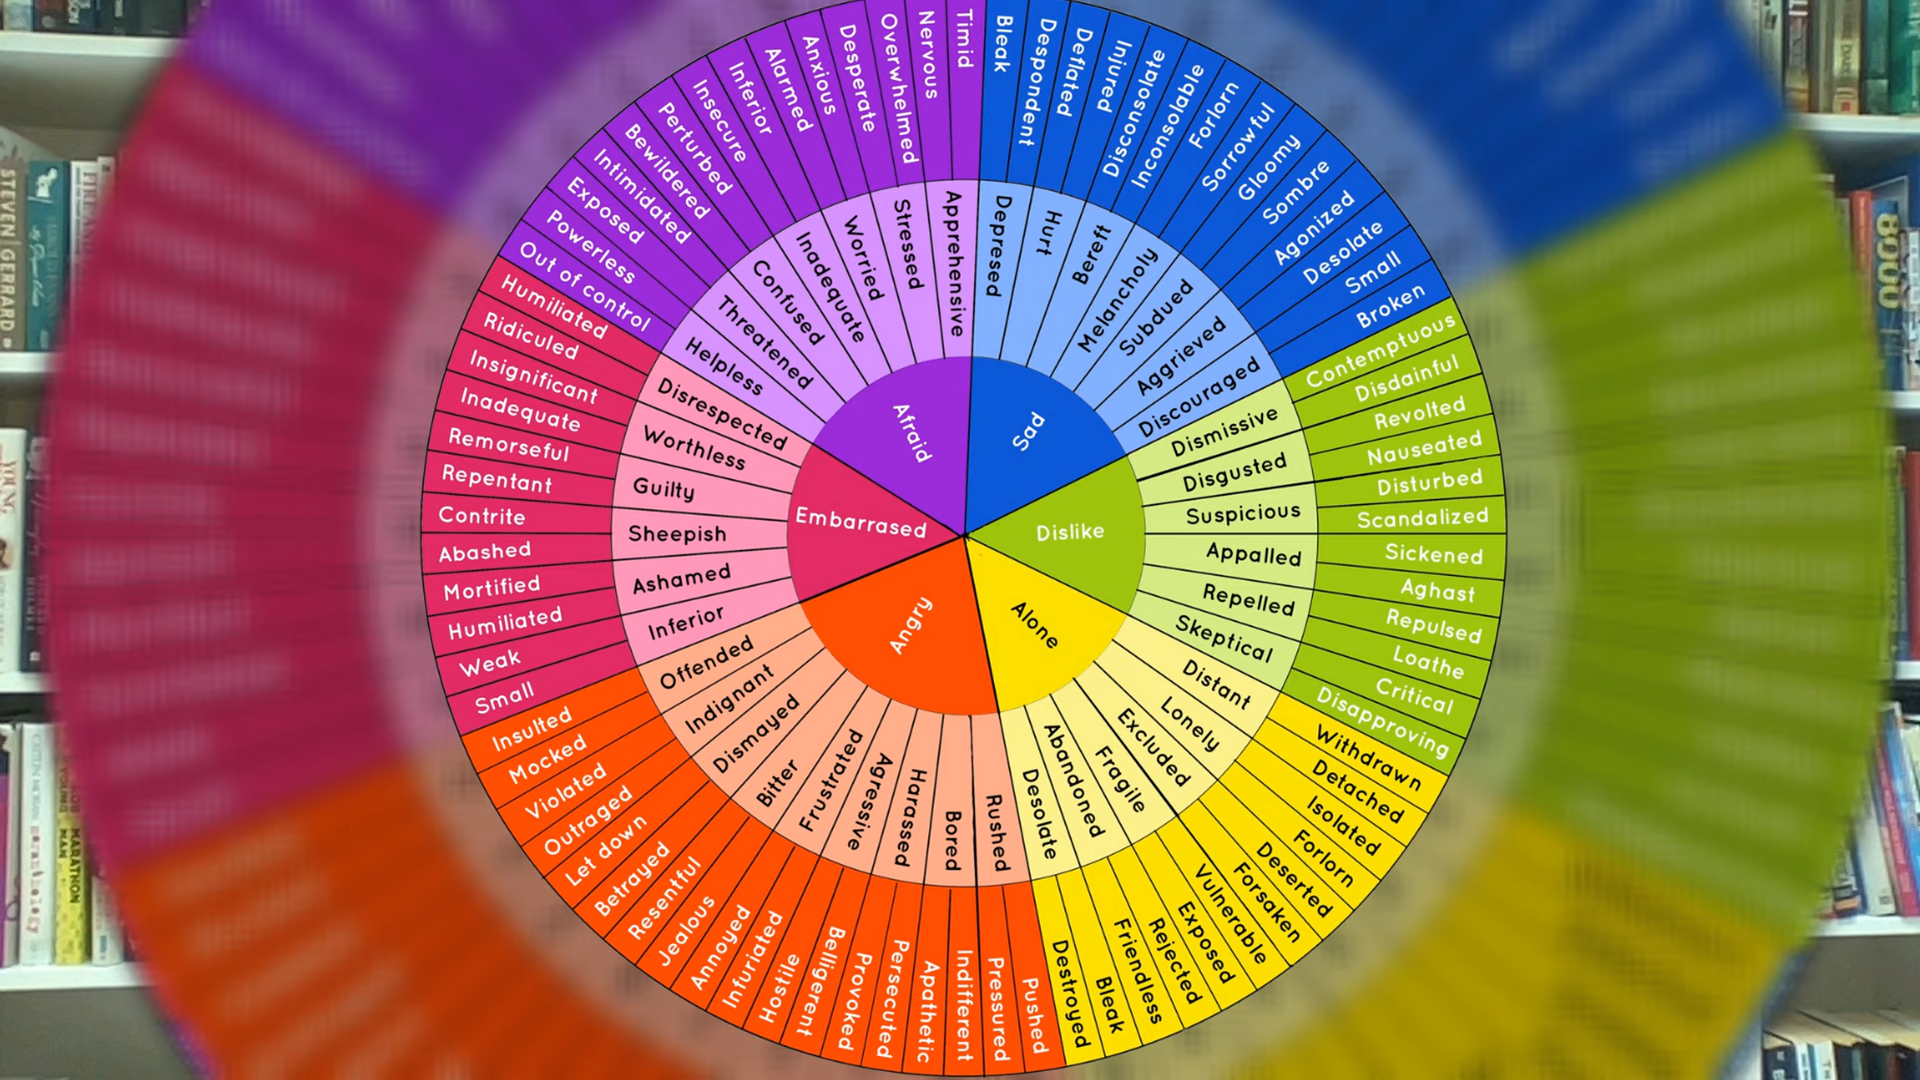 Afraid
Sad
Dislike
Alone
Angry
Embarrased
Depressed
Hurt
Bereft
Melancholy
Subdued
Aggrieved
Discouraged
Dismissive
Disgusted
Suspicious
Appalled
Repelled
Skeptical
Distant
Lonely
Excluded
Fragile
Abandoned
Desolate
Rushed
Bored
Harassed
Agressive
Frustrated
Bitter
Dismayed
Indignant
Offended
Inferior
Ashamed
Sheepish
Guilty
Worthless
Disrespected
Helpless
Threatened
Confused
Inadequate
Worried
Stressed
Apprehensive
Bleak
Despondent
Deflated
Injured
Disconsolate
Inconsolable
Forlorn
Sorrowful
Gloomy
Sombre
Agonized
Desolate
Small
Broken
Contemptuous
Disdainful
Revolted
Nauseated
Disturbed
Scandalized
Sickened
Aghast
Repulsed
Loathe
Critical
Disapproving
Withdrawn
Detached
Isolated
Forlorn
Deserted
Forsaken
Vulnerable
Exposed
Rejected
Friendless
Bleak
Destroyed
Pushed
Pressured
Indifferent
Apathetic
Persecuted
Provoked
Belligerent
Hostile
Infuriated
Annoyed
Jealous
Resentful
Betrayed
Let down
Outraged
Violated
Mocked
Insulted
Small
Weak
Humiliated
Mortified
Abashed
Contrite
Repentant
Remorseful
Inadequate
Insignificant
Ridiculed
Humiliated
Out of control
Powerless
Exposed
Intimidated
Bewildered
Perturbed
Insecure
Inferior
Alarmed
Anxious
Desperate
Overwhelmed
Nervous
Timid
STEVEN GERRARD
MARATHON
MAN